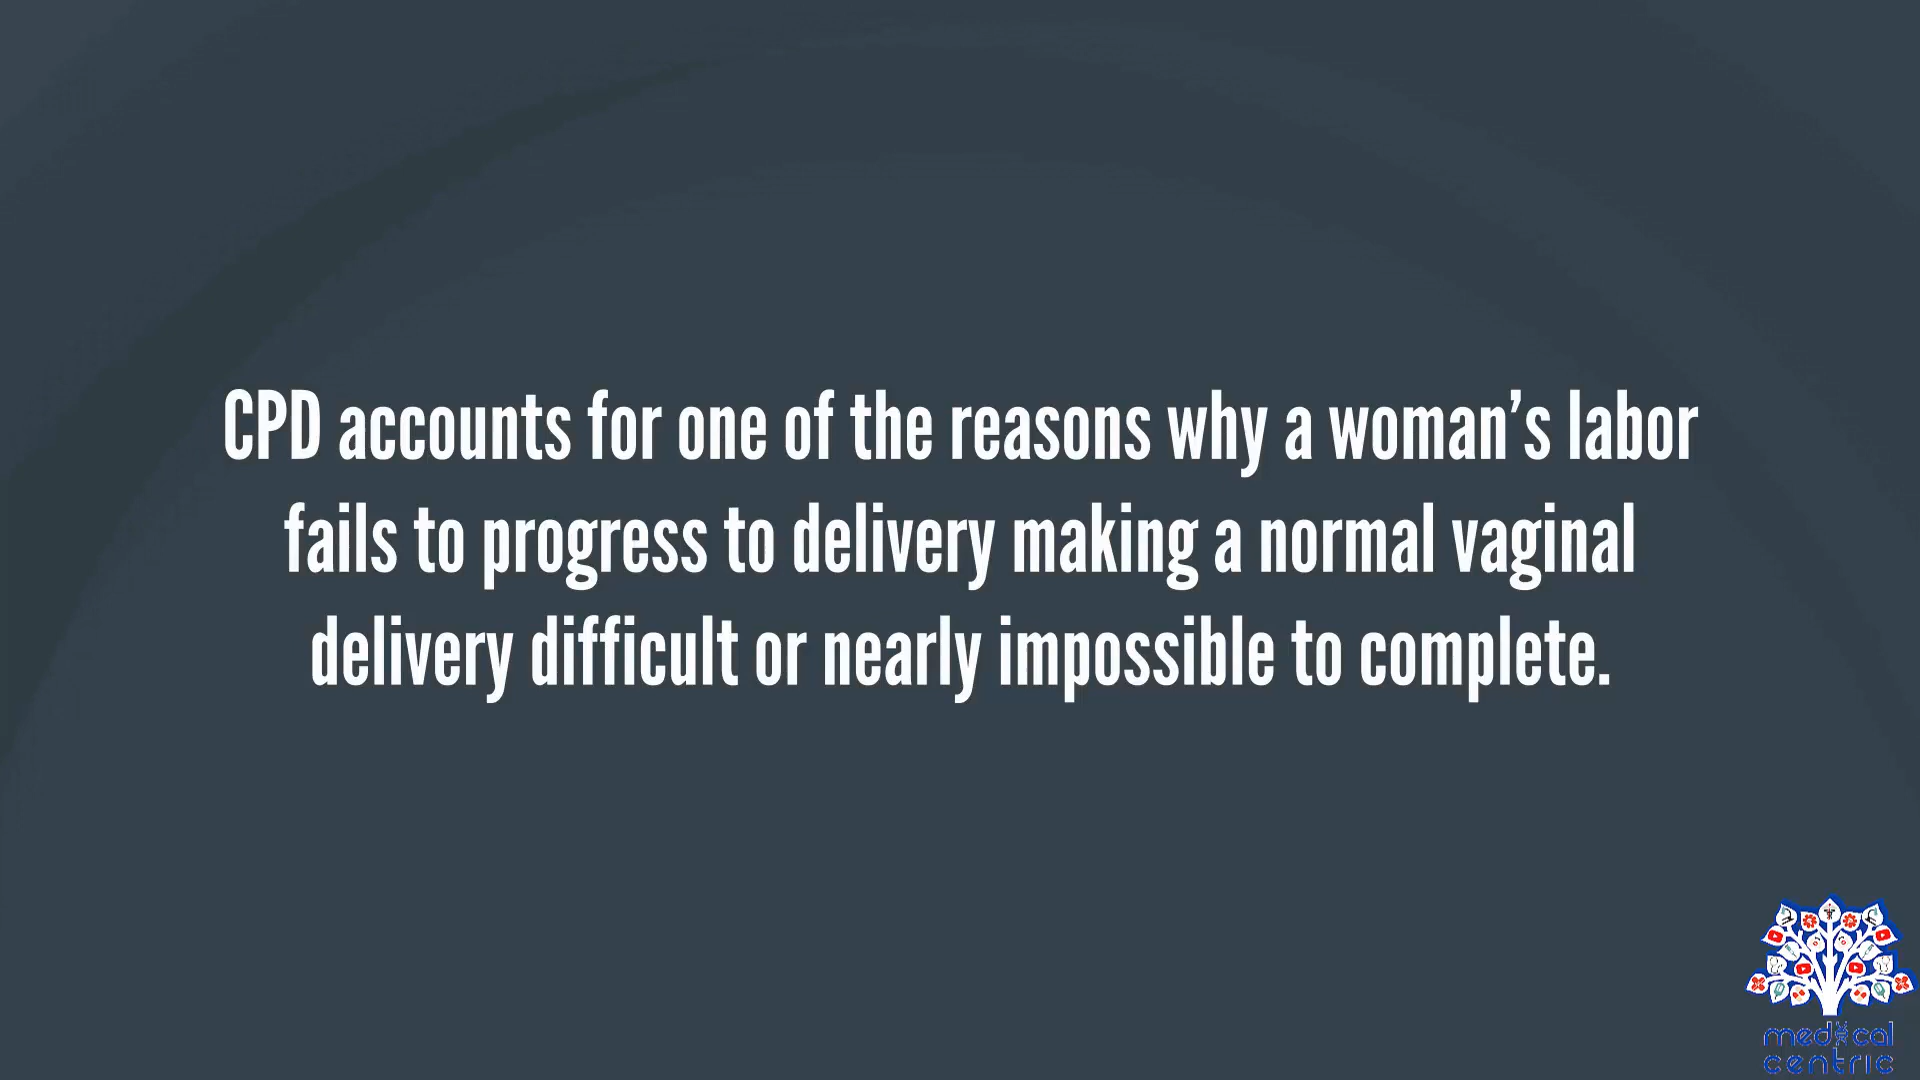 CPD accounts for one of the reasons why a woman’s labor
fails to progress to delivery making a normal vaginal
delivery difficult or nearly impossible to complete.
medical
centric